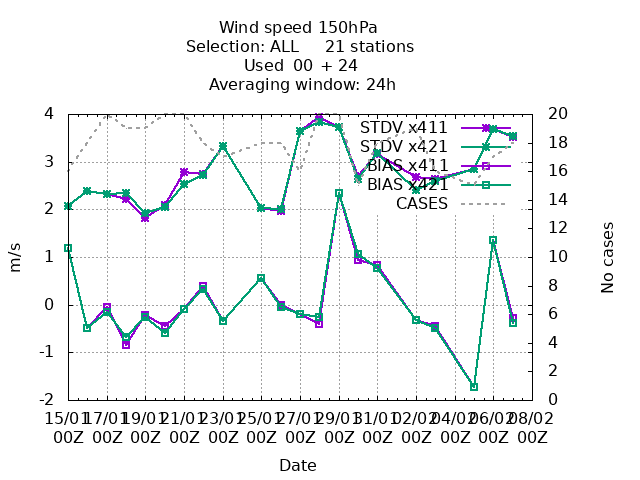 Wind speed 150hPa
Selection: ALL 21 stations
Used 00 + 24
Averaging window: 24h
STDV x411
STDV x421
BIAS x411
BIAS x421
CASES
4
3
2
1
0
-1
-2
m/s
20
18
16
14
12
10
8
6
4
2
0
No cases
15/01 17/01 19/01 21/01 23/01 25/01 27/01 29/01 31/01 02/02 04/02 06/02 08/02
00Z 00Z 00Z 00Z 00Z 00Z 00Z 00Z 00Z 00Z 00Z 00Z 00Z
Date